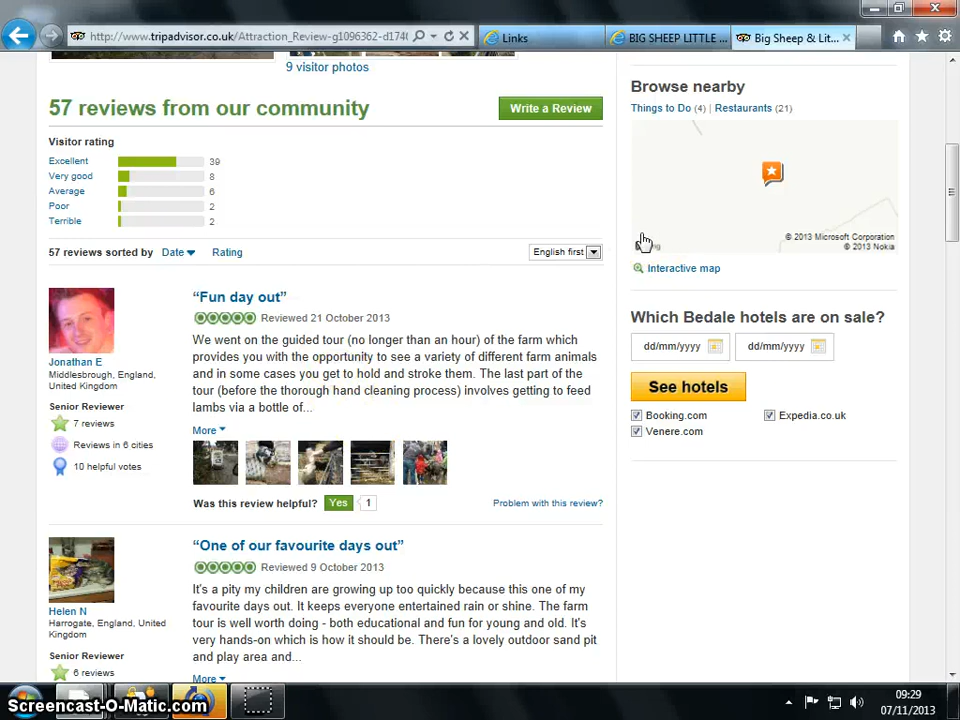 http://www.tripadvisor.co.uk/Attraction_Review-g1096362-d1740
Links
BIG SHEEP LITTLE ...
Big Sheep & Lit...
9 visitor photos
57 reviews from our community
Write a Review
Visitor rating
Excellent 39
Very good 8
Average 6
Poor 2
Terrible 2
57 reviews sorted by Date Rating
English first
Jonathan E
Middlesbrough, England,
United Kingdom
Senior Reviewer
7 reviews
Reviews in 6 cities
10 helpful votes
“Fun day out”
Reviewed 21 October 2013
We went on the guided tour (no longer than an hour) of the farm which
provides you with the opportunity to see a variety of different farm animals
and in some cases you get to hold and stroke them. The last part of the
tour (before the thorough hand cleaning process) involves getting to feed
lambs via a bottle of...
More
Was this review helpful? Yes 1
Problem with this review?
Helen N
Harrogate, England, United
Kingdom
Senior Reviewer
6 reviews
“One of our favourite days out”
Reviewed 9 October 2013
It's a pity my children are growing up too quickly because this one of my
favourite days out. It keeps everyone entertained rain or shine. The farm
tour is well worth doing - both educational and fun for young and old. It's
very hands-on which is how it should be. There's a lovely outdoor sand pit
and play area and...
More
Browse nearby
Things to Do (4) | Restaurants (21)
© 2013 Microsoft Corporation
© 2013 Nokia
Interactive map
Which Bedale hotels are on sale?
dd/mm/yyyy dd/mm/yyyy
See hotels
Booking.com Expedia.co.uk
Venere.com
Screencast-O-Matic.com
09:29
07/11/2013